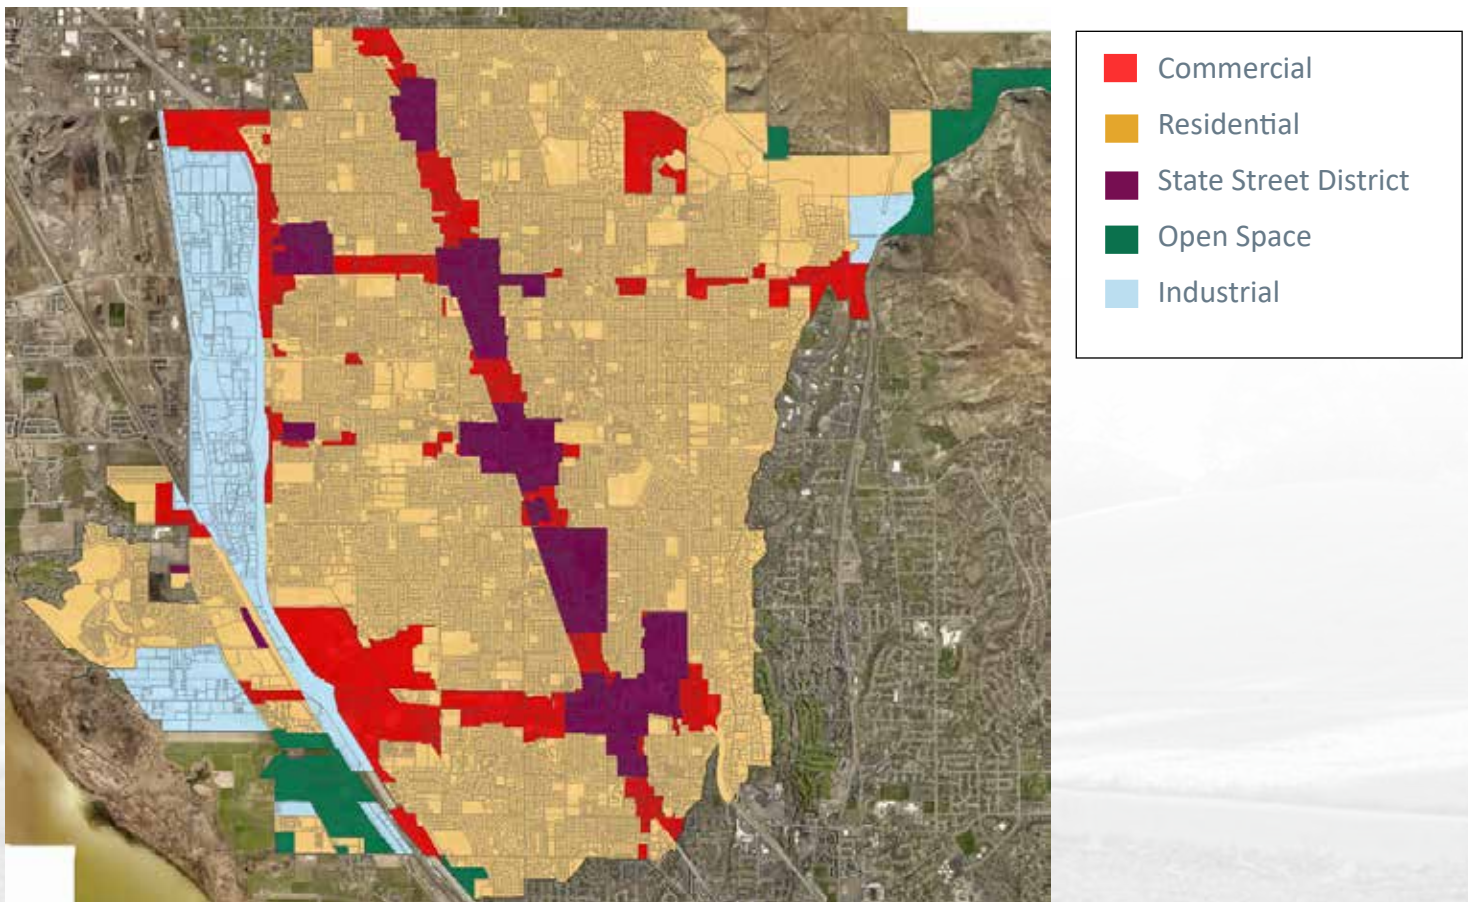 Commercial
Residential
State Street District
Open Space
Industrial